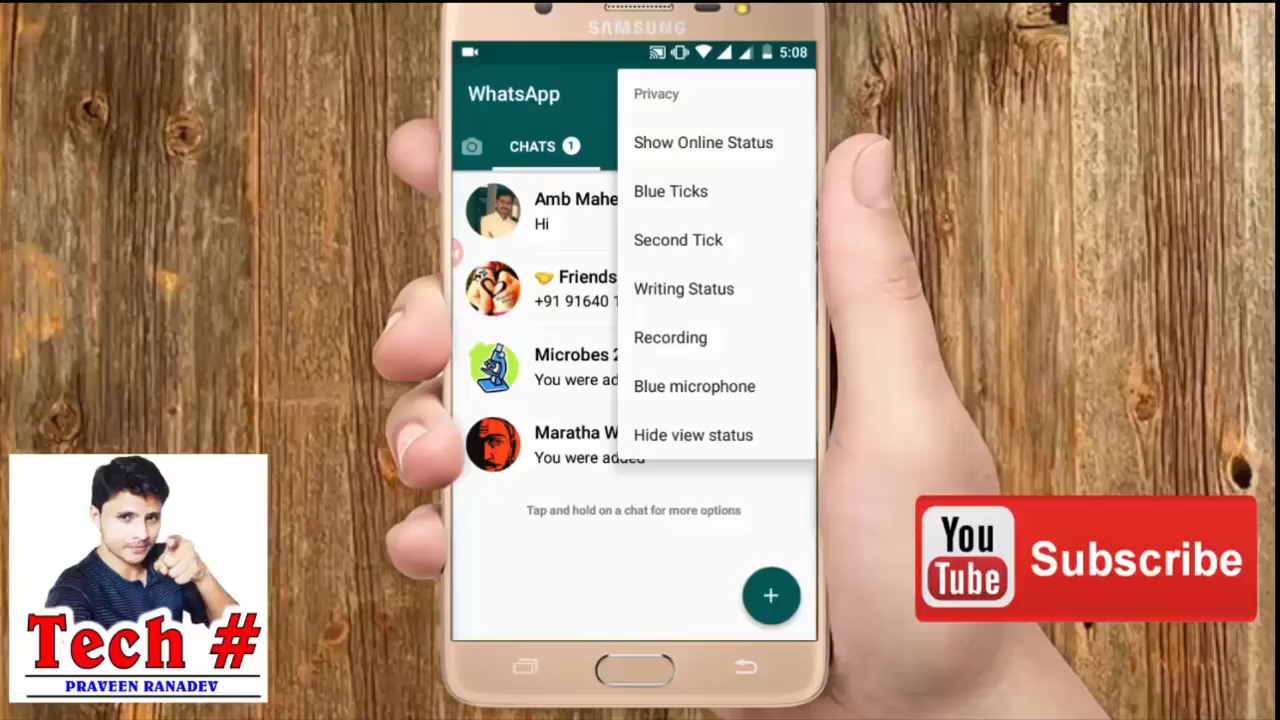 SAMSUNG
5:08
WhatsApp
CHATS 1
Privacy
Show Online Status
Blue Ticks
Second Tick
Writing Status
Recording
Blue microphone
Hide view status
Amb Mahe
Hi
🤝 Friends
+91 91640 1
Microbes 2
You were ad
Maratha W
You were added
Tap and hold on a chat for more options
+
Tech #
PRAVEEN RANADEV
You
Tube
Subscribe